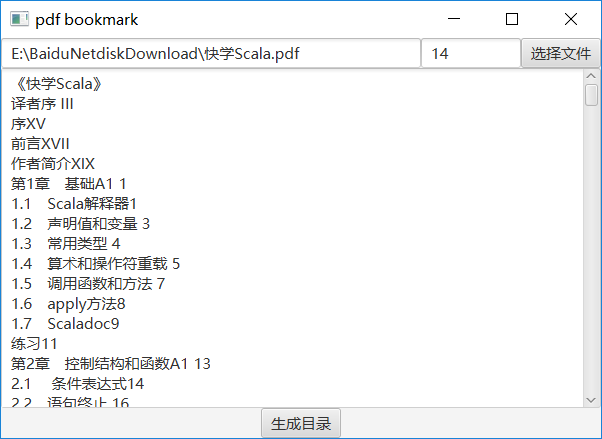 pdf bookmark
E:\BaiduNetdiskDownload\快学Scala.pdf 14 选择文件
《快学Scala》
译者序 III
序XV
前言XVII
作者简介XIX
第1章　基础A1 1
1.1　Scala解释器1
1.2　声明值和变量 3
1.3　常用类型 4
1.4　算术和操作符重载 5
1.5　调用函数和方法 7
1.6　apply方法8
1.7　Scaladoc9
练习11
第2章　控制结构和函数A1 13
2.1　 条件表达式14
2.2　语句终止 16
生成目录